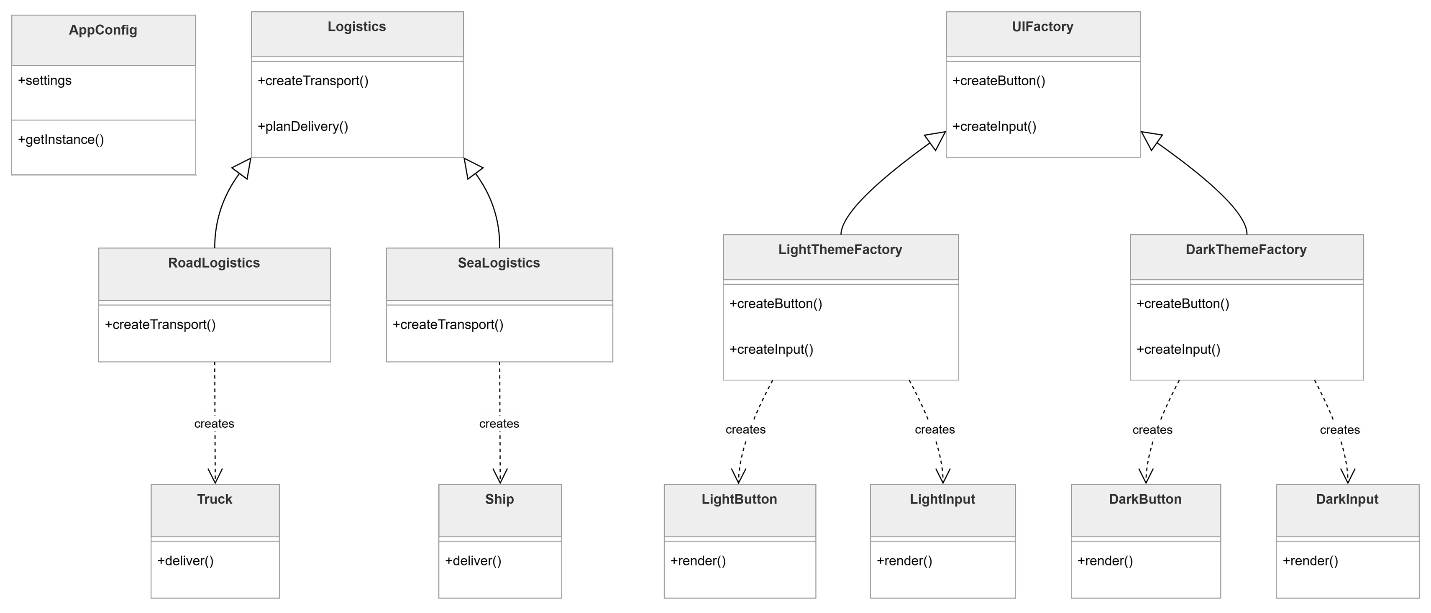 AppConfig
+settings
+getInstance()
Logistics
+createTransport()
+planDelivery()
UIFactory
+createButton()
+createInput()
RoadLogistics
+createTransport()
SeaLogistics
+createTransport()
LightThemeFactory
+createButton()
+createInput()
DarkThemeFactory
+createButton()
+createInput()
creates
creates
creates
creates
creates
creates
Truck
+deliver()
Ship
+deliver()
LightButton
+render()
LightInput
+render()
DarkButton
+render()
DarkInput
+render()